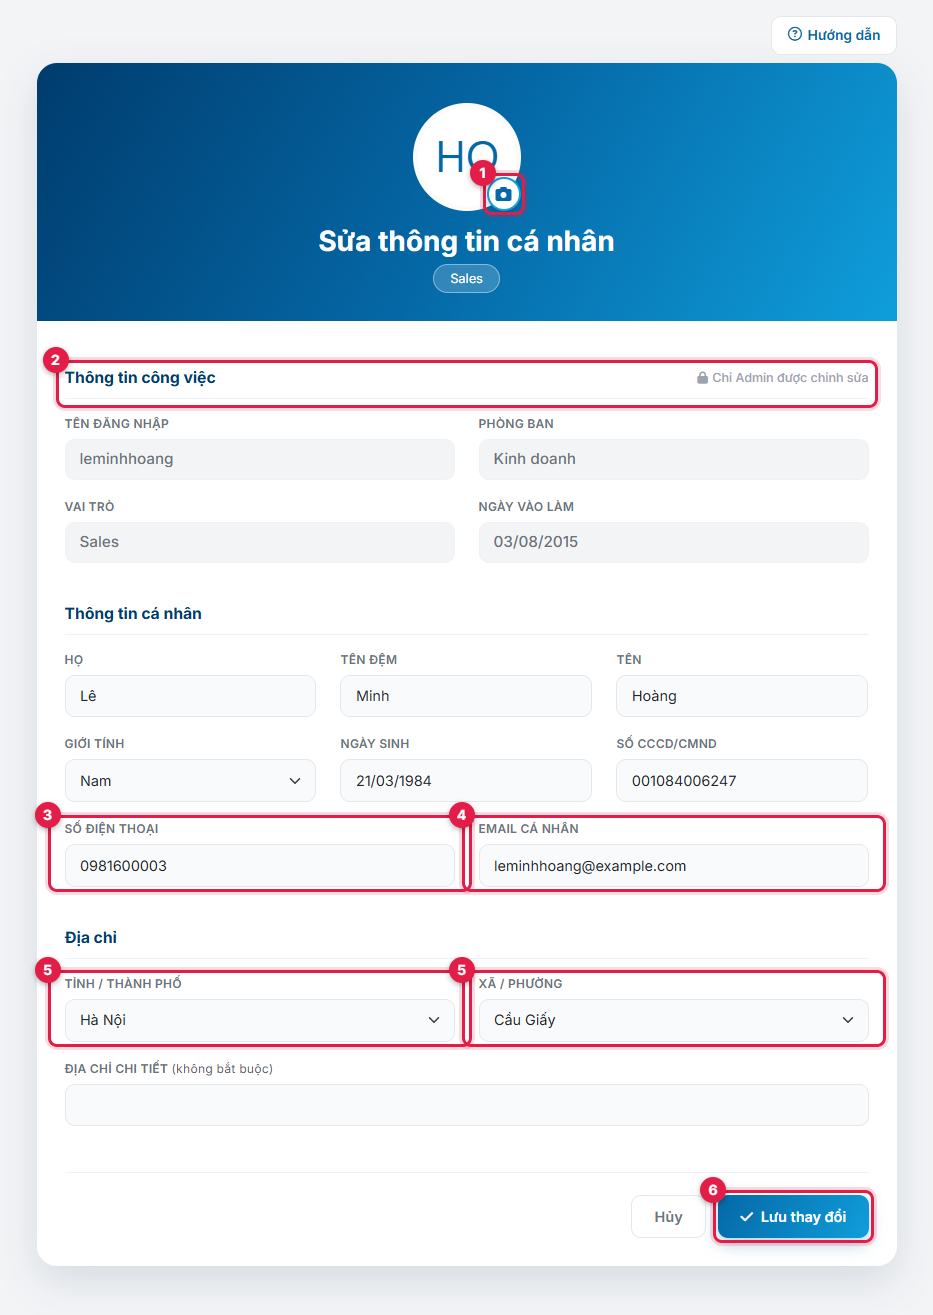 Hướng dẫn
HO
1
Sửa thông tin cá nhân
Sales
2
Thông tin công việc
Chỉ Admin được chỉnh sửa
TÊN ĐĂNG NHẬP
PHÒNG BAN
leminhhoang
Kinh doanh
VAI TRÒ
NGÀY VÀO LÀM
Sales
03/08/2015
Thông tin cá nhân
HỌ
TÊN ĐỆM
TÊN
Lê
Minh
Hoàng
GIỚI TÍNH
NGÀY SINH
SỐ CCCD/CMND
Nam
21/03/1984
001084006247
3
4
SỐ ĐIỆN THOẠI
EMAIL CÁ NHÂN
0981600003
leminhhoang@example.com
Địa chỉ
5
5
TỈNH / THÀNH PHỐ
XÃ / PHƯỜNG
Hà Nội
Cầu Giấy
ĐỊA CHỈ CHI TIẾT (không bắt buộc)
6
Hủy
Lưu thay đổi